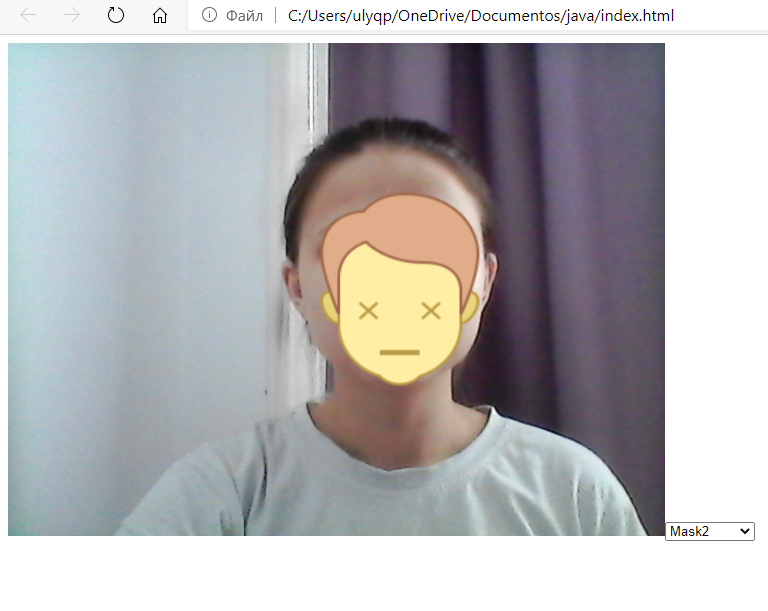 Файл C:/Users/ulyqp/OneDrive/Documentos/java/index.html
Mask2